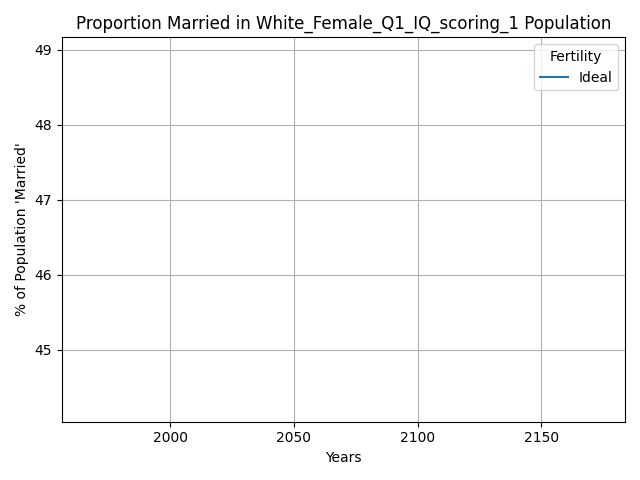 Proportion Married in White_Female_Q1_IQ_scoring_1 Population
Fertility
Ideal
49
48
47
46
45
% of Population 'Married'
2000 2050 2100 2150
Years